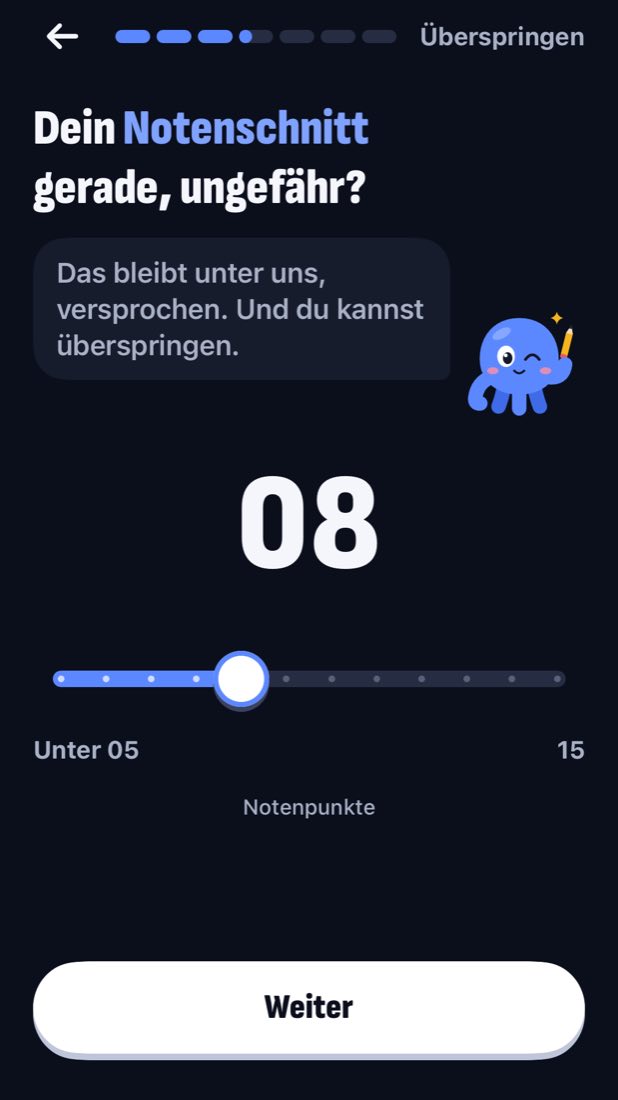 Überspringen
Dein Notenschnitt
gerade, ungefähr?
Das bleibt unter uns,
versprochen. Und du kannst
überspringen.
08
Unter 05
15
Notenpunkte
Weiter